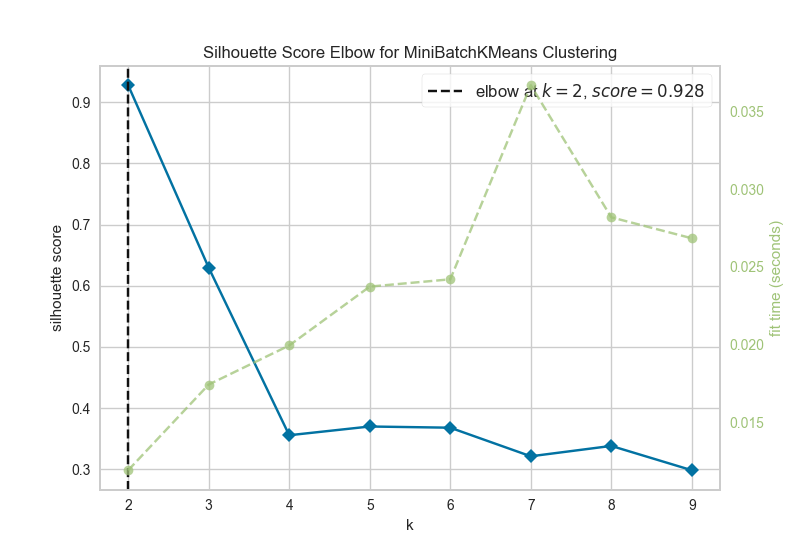 Silhouette Score Elbow for MiniBatchKMeans Clustering
elbow at k = 2, score = 0.928
silhouette score
0.9
0.8
0.7
0.6
0.5
0.4
0.3
0.035
0.030
0.025
0.020
0.015
fit time (seconds)
2 3 4 5 6 7 8 9
k